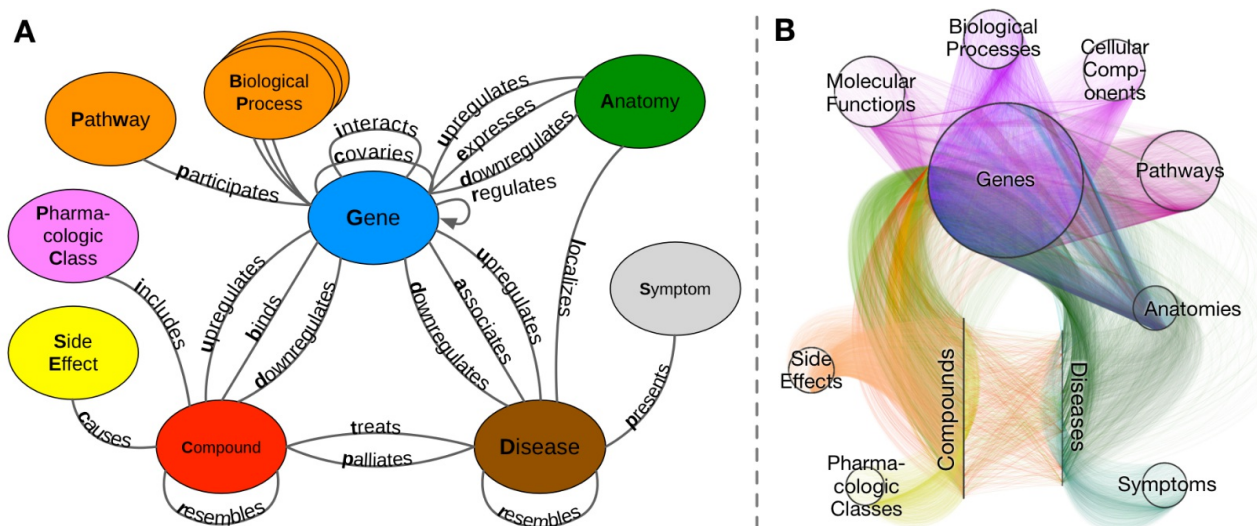 A
Pathway
Biological
Process
Anatomy
upregulates
expresses
downregulates
interacts
covaries
regulates
participates
Gene
Pharma-
cologic
Class
includes
upregulates
binds
downregulates
downregulates
associates
upregulates
localizes
Symptom
Side
Effect
causes
Compound
treats
palliates
Disease
presents
resembles
resembles
B
Biological
Processes
Cellular
Comp-
onents
Molecular
Functions
Genes
Pathways
Anatomies
Side
Effects
Compounds
Diseases
Pharma-
cologic
Classes
Symptoms